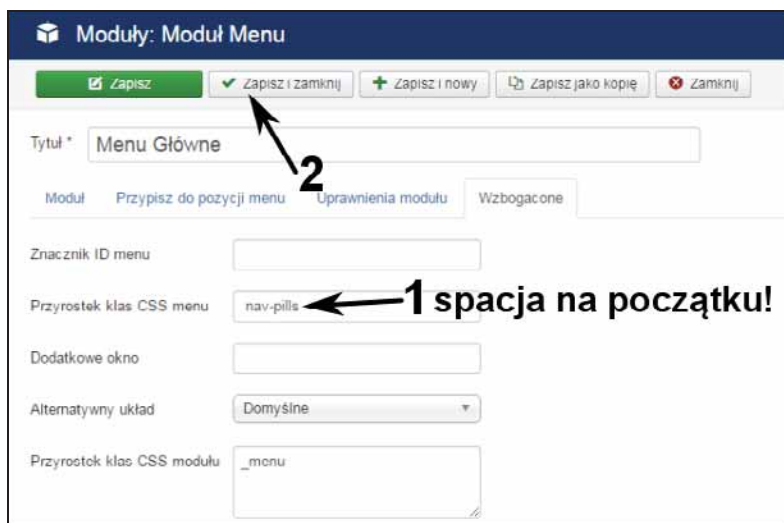 Moduły: Moduł Menu
Zapisz Zapisz i zamknij Zapisz i nowy Zapisz jako kopię Zamknij
Tytuł * Menu Główne
2
Moduł Przypisz do pozycji menu Uprawnienia modułu Wzbogacone
Znacznik ID menu
Przyrostek klas CSS menu nav-pills 1 spacja na początku!
Dodatkowe okno
Alternatywny układ Domyślne
Przyrostek klas CSS modułu _menu